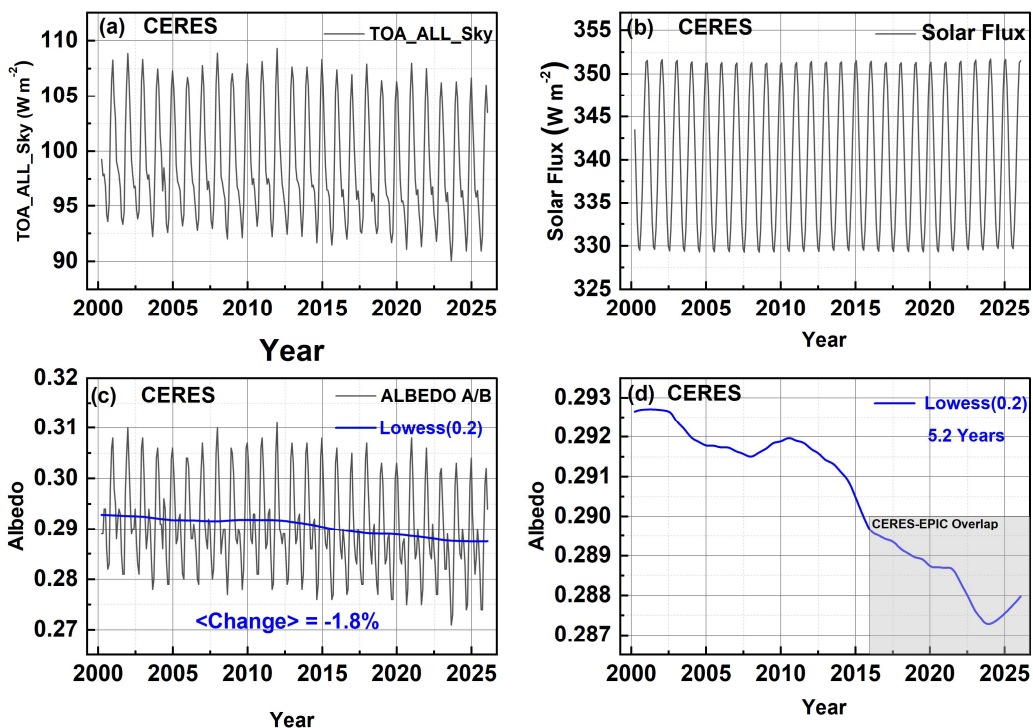 (a) CERES
TOA_ALL_Sky
TOA_ALL_Sky (W m-2)
110
105
100
95
90
2000 2005 2010 2015 2020 2025
Year
(b) CERES
Solar Flux
Solar Flux (W m-2)
355
350
345
340
335
330
325
2000 2005 2010 2015 2020 2025
Year
(c) CERES
ALBEDO A/B
Lowess(0.2)
Albedo
0.32
0.31
0.30
0.29
0.28
0.27
<Change> = -1.8%
2000 2005 2010 2015 2020 2025
Year
(d) CERES
Lowess(0.2)
5.2 Years
Albedo
0.293
0.292
0.291
0.290
0.289
0.288
0.287
CERES-EPIC Overlap
2000 2005 2010 2015 2020 2025
Year